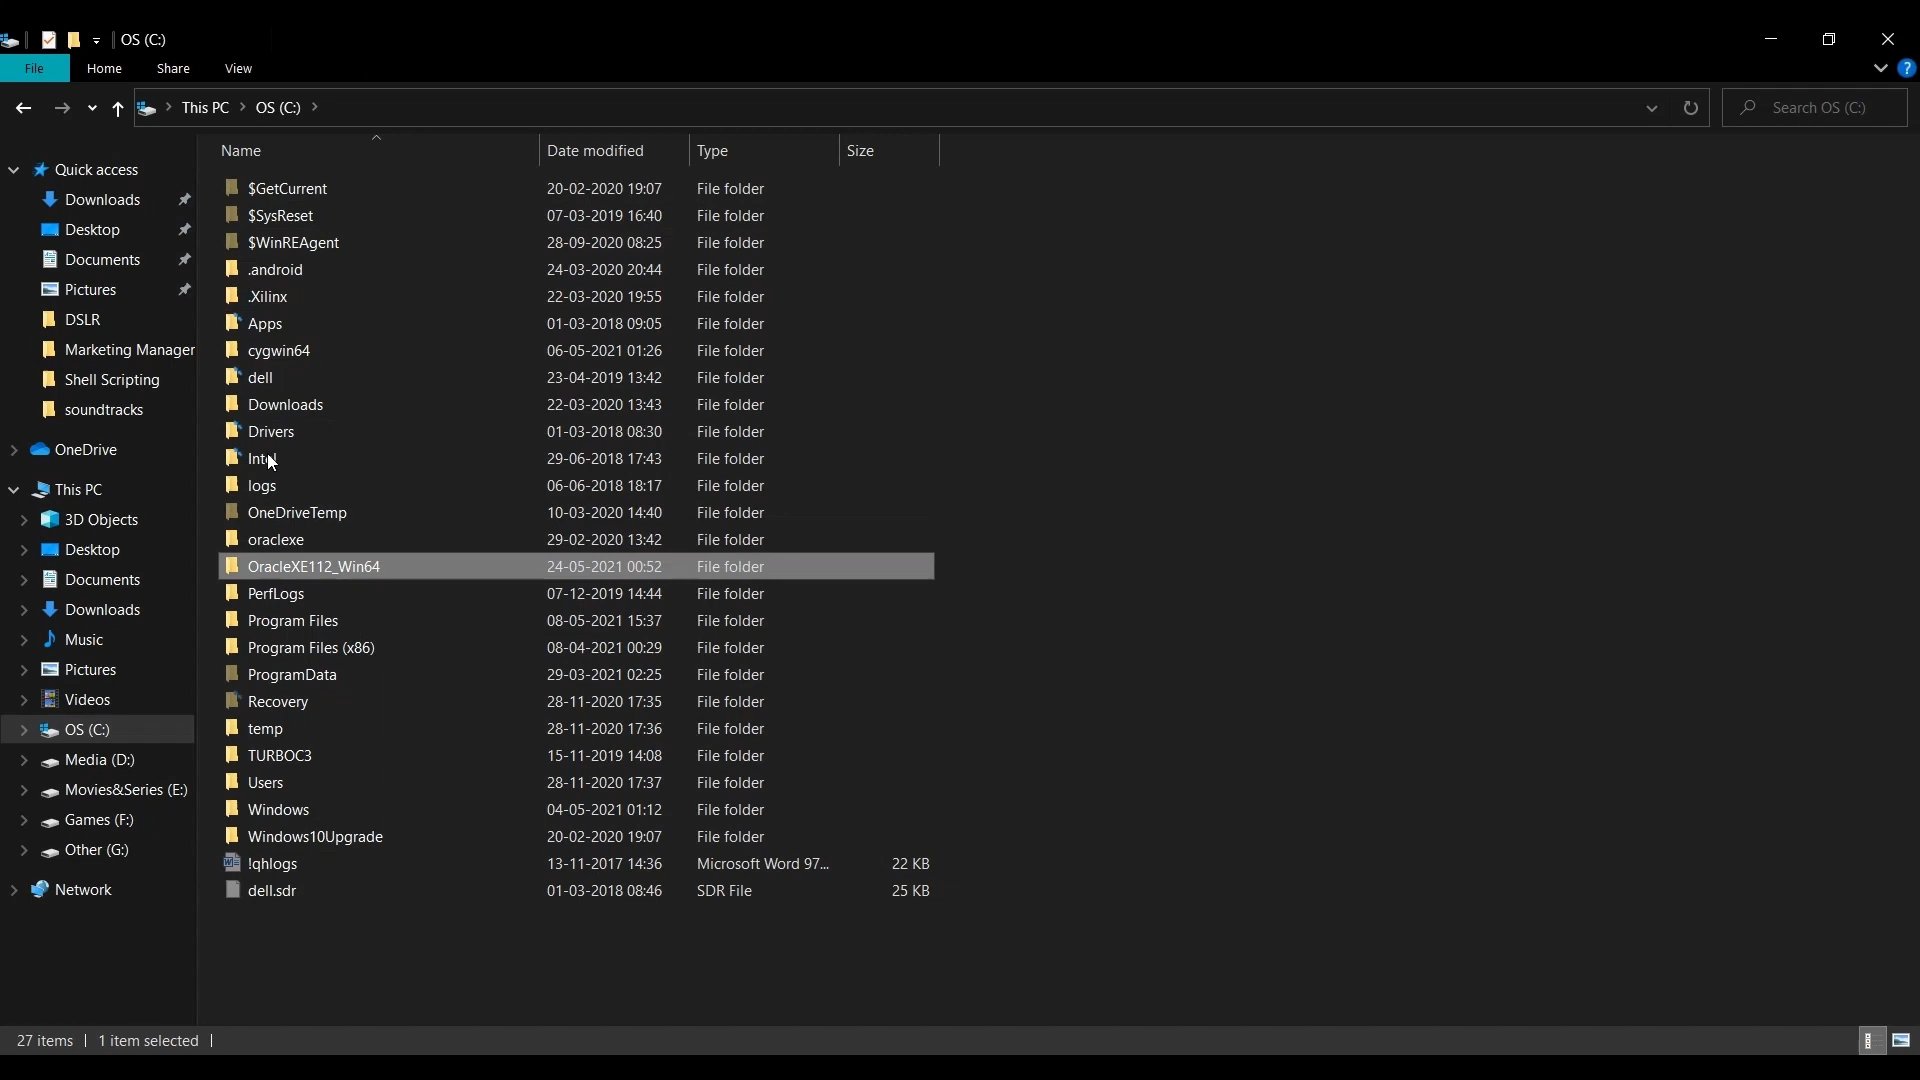 OS (C:)
File Home Share View
This PC OS (C:) Search OS (C:)
Name Date modified Type Size
Quick access
Downloads
Desktop
Documents
Pictures
DSLR
Marketing Manager
Shell Scripting
soundtracks
OneDrive
This PC
3D Objects
Desktop
Documents
Downloads
Music
Pictures
Videos
OS (C:)
Media (D:)
Movies&Series (E:)
Games (F:)
Other (G:)
Network
$GetCurrent 20-02-2020 19:07 File folder
$SysReset 07-03-2019 16:40 File folder
$WinREAgent 28-09-2020 08:25 File folder
.android 24-03-2020 20:44 File folder
.Xilinx 22-03-2020 19:55 File folder
Apps 01-03-2018 09:05 File folder
cygwin64 06-05-2021 01:26 File folder
dell 23-04-2019 13:42 File folder
Downloads 22-03-2020 13:43 File folder
Drivers 01-03-2018 08:30 File folder
Intel 29-06-2018 17:43 File folder
logs 06-06-2018 18:17 File folder
OneDriveTemp 10-03-2020 14:40 File folder
oraclexe 29-02-2020 13:42 File folder
OracleXE112_Win64 24-05-2021 00:52 File folder
PerfLogs 07-12-2019 14:44 File folder
Program Files 08-05-2021 15:37 File folder
Program Files (x86) 08-04-2021 00:29 File folder
ProgramData 29-03-2021 02:25 File folder
Recovery 28-11-2020 17:35 File folder
temp 28-11-2020 17:36 File folder
TURBOC3 15-11-2019 14:08 File folder
Users 28-11-2020 17:37 File folder
Windows 04-05-2021 01:12 File folder
Windows10Upgrade 20-02-2020 19:07 File folder
!qhlogs 13-11-2017 14:36 Microsoft Word 97... 22 KB
dell.sdr 01-03-2018 08:46 SDR File 25 KB
27 items 1 item selected